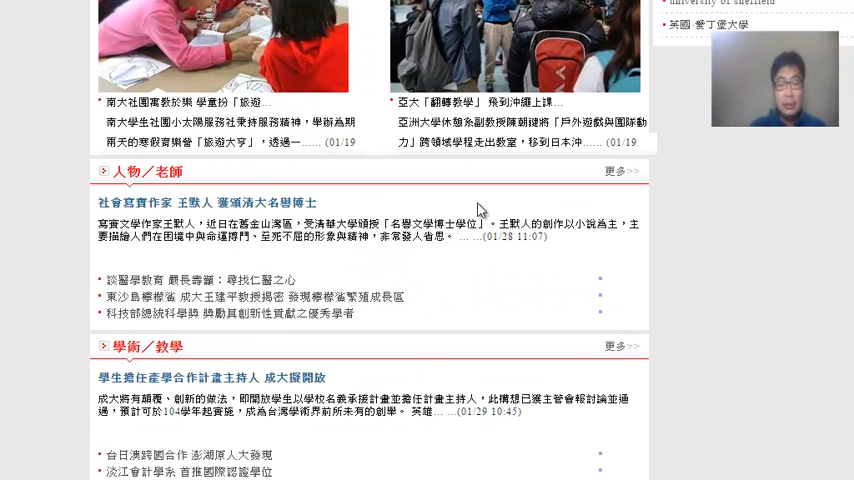 university of sheffield
英國‧愛丁堡大學
南大社團寓教於樂 學童扮「旅遊...
南大學生社團小太陽服務社秉持服務精神，舉辦為期
兩天的寒假育樂營「旅遊大亨」，透過一...... (01/19
亞大「翻轉教學」 飛到沖繩上課...
亞洲大學休憩系副教授陳朝鍵將「戶外遊戲與團隊動
力」跨領域學程走出教室，移到日本沖...... (01/19
人物／老師
更多>>
社會寫實作家 王默人 獲頒清大名譽博士
寫實文學作家王默人，近日在舊金山灣區，受清華大學頒授「名譽文學博士學位」。王默人的創作以小說為主，主
要描繪人們在困境中與命運搏鬥、至死不屈的形象與精神，非常發人省思。 ... ...(01/28 11:07)
談醫學教育 嚴長壽籲：尋找仁醫之心
東沙島檸檬鯊 成大王建平教授揭密 發現檸檬鯊繁殖成長區
科技部總統科學獎 獎勵具創新性貢獻之優秀學者
學術／教學
更多>>
學生擔任產學合作計畫主持人 成大擬開放
成大將有顛覆、創新的做法，即開放學生以學校名義承接計畫並擔任計畫主持人，此構想已獲主管會報討論並通
過，預計可於104學年起實施，成為台灣學術界前所未有的創舉。 英雄... ...(01/29 10:45)
台日澳跨國合作 澎湖原人大發現
淡江會計學系 首推國際認證學位